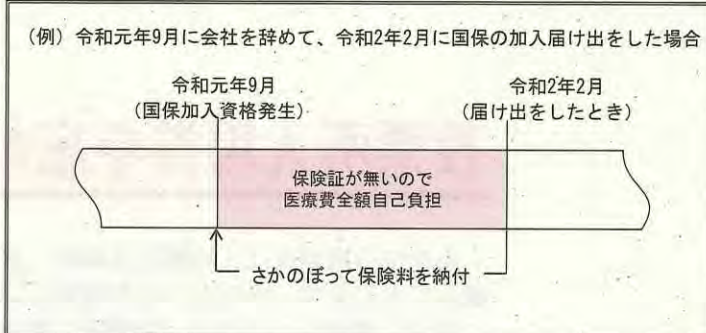 (例) 令和元年9月に会社を辞めて、令和2年2月に国保の加入届け出をした場合
令和元年9月
(国保加入資格発生)
令和2年2月
(届け出をしたとき)
保険証が無いので
医療費全額自己負担
さかのぼって保険料を納付